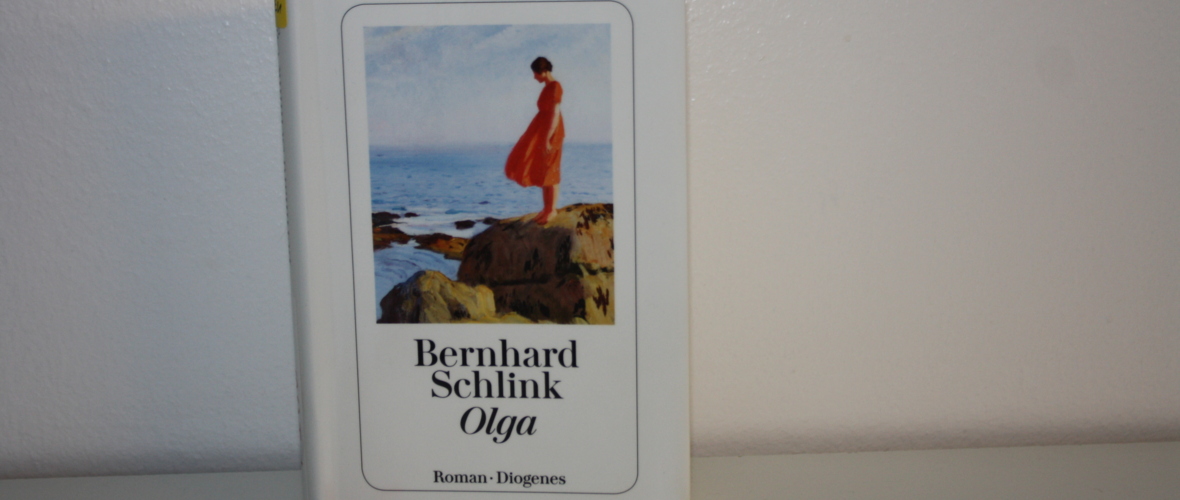 Bernhard
Schlink
Olga
Roman · Diogenes